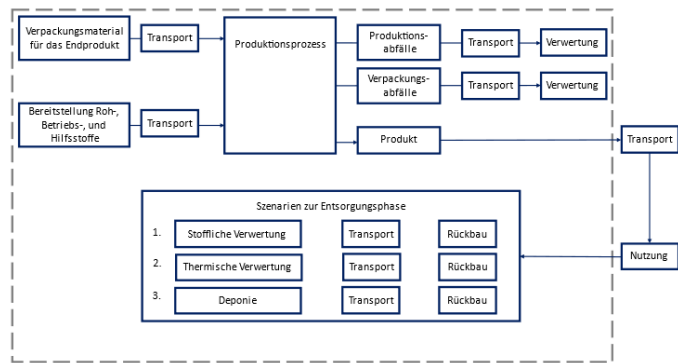 Verpackungsmaterial
für das Endprodukt
Transport
Produktionsprozess
Produktions-
abfälle
Transport
Verwertung
Verpackungs-
abfälle
Transport
Verwertung
Bereitstellung Roh-,
Betriebs-, und
Hilfsstoffe
Transport
Produkt
Transport
Szenarien zur Entsorgungsphase
1. Stoffliche Verwertung Transport Rückbau
2. Thermische Verwertung Transport Rückbau
3. Deponie Transport Rückbau
Nutzung